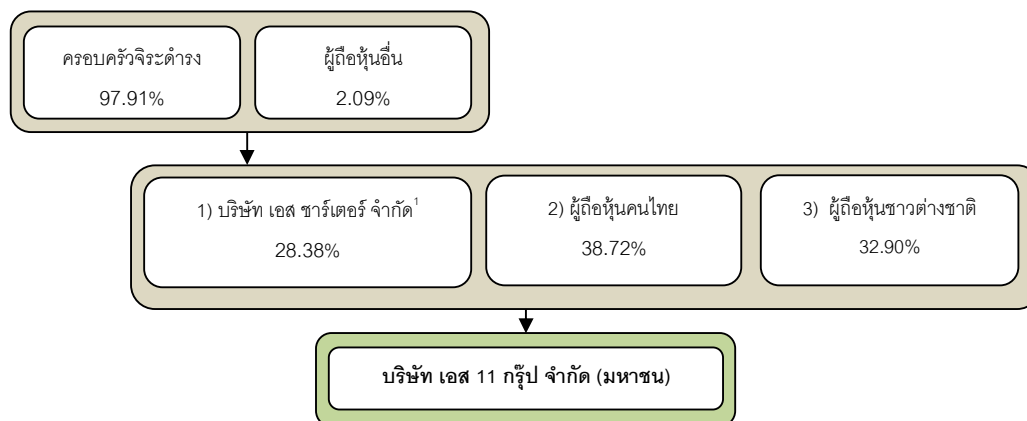 ครอบครัวจิระดำรง
97.91%
ผู้ถือหุ้นอื่น
2.09%
1) บริษัท เอส ชาร์เตอร์ จำกัด¹
28.38%
2) ผู้ถือหุ้นคนไทย
38.72%
3) ผู้ถือหุ้นชาวต่างชาติ
32.90%
บริษัท เอส 11 กรุ๊ป จำกัด (มหาชน)